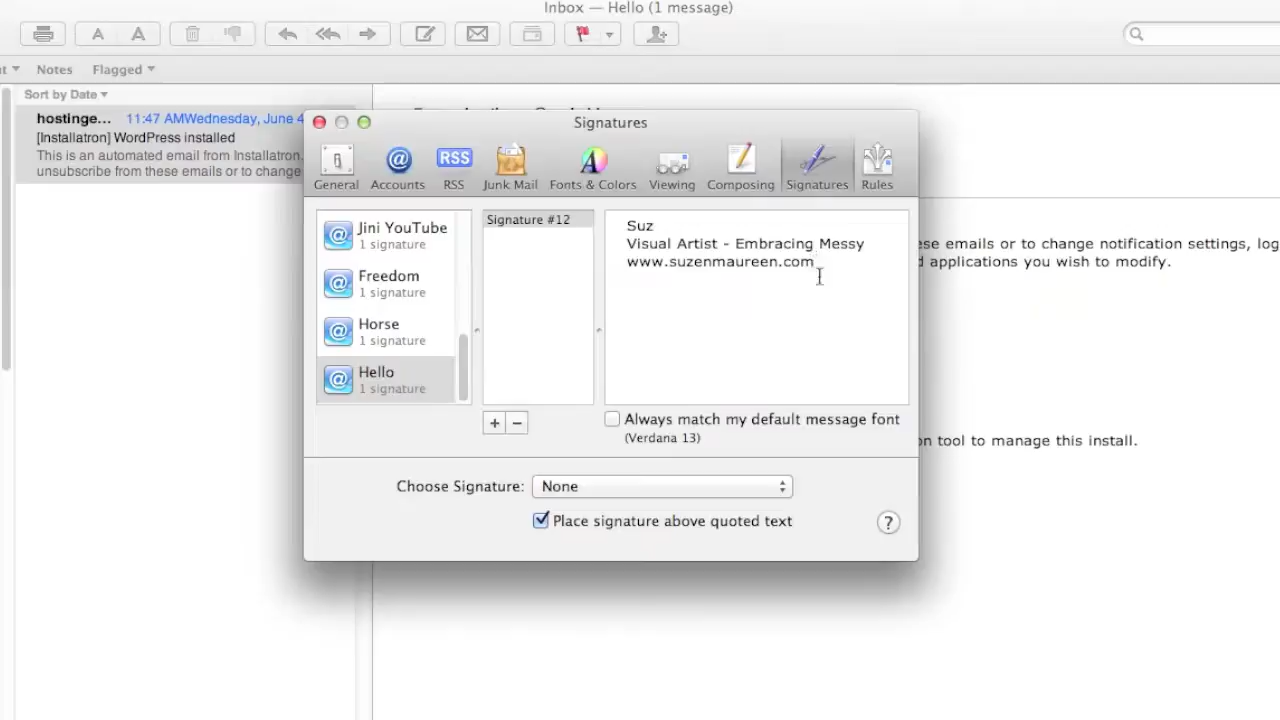 Inbox — Hello (1 message)
Notes
Flagged
Sort by Date
hostinge... 11:47 AMWednesday, June 4
[Installatron] WordPress installed
This is an automated email from Installatron.
unsubscribe from these emails or to change
Signatures
General
Accounts
RSS
RSS
Junk Mail
Fonts & Colors
Viewing
Composing
Signatures
Rules
Jini YouTube
1 signature
Freedom
1 signature
Horse
1 signature
Hello
1 signature
Signature #12
Suz
Visual Artist - Embracing Messy
www.suzenmaureen.com
+ −
Always match my default message font
(Verdana 13)
Choose Signature: None
Place signature above quoted text
?
ese emails or to change notification settings, log
d applications you wish to modify.
on tool to manage this install.